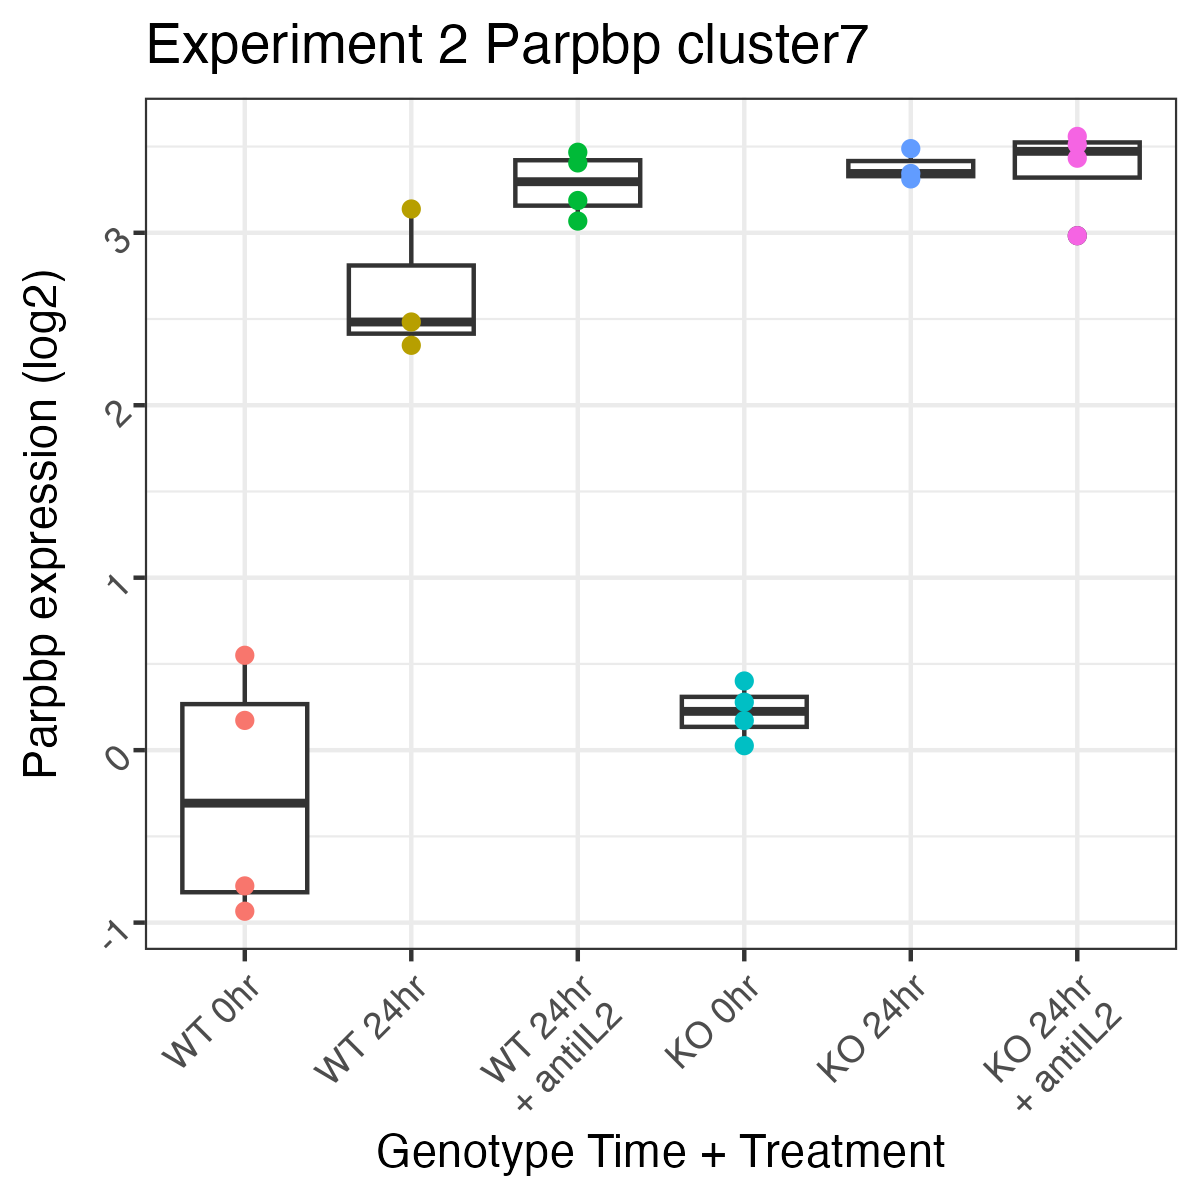 Experiment 2 Parpbp cluster7
Parpbp expression (log2)
3
2
1
0
-1
WT 0hr
WT 24hr
WT 24hr
+ antiIL2
KO 0hr
KO 24hr
KO 24hr
+ antiIL2
Genotype Time + Treatment